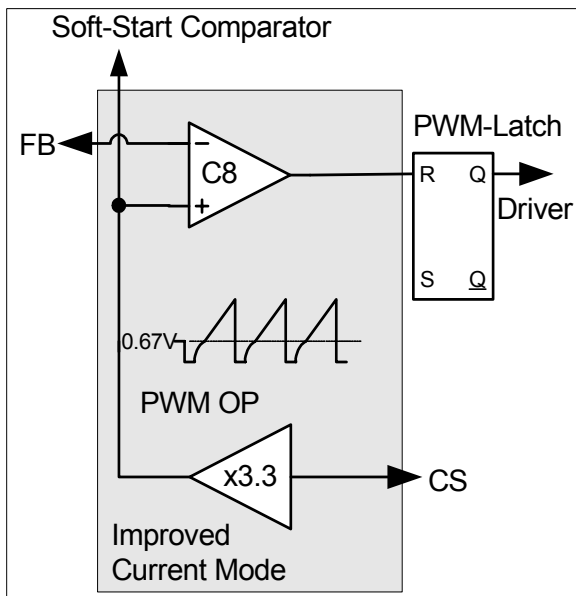 Soft-Start Comparator
FB
−
C8
+
PWM-Latch
R Q
Driver
S Q
0.67V
PWM OP
x3.3
CS
Improved
Current Mode